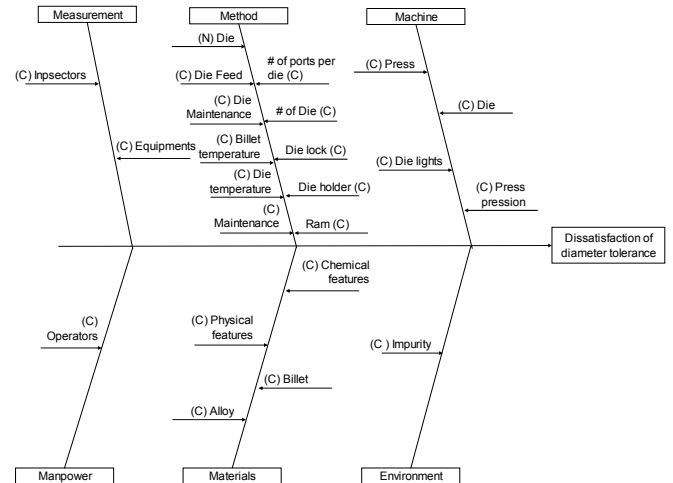 Measurement
Method
Machine
(N) Die
(C) Inpsectors
(C) Die Feed
# of ports per
die (C)
(C) Press
(C) Die
Maintenance
# of Die (C)
(C) Die
(C) Equipments
(C) Billet
temperature
Die lock (C)
(C) Die lights
(C) Die
temperature
Die holder (C)
(C) Press
pression
(C)
Maintenance
Ram (C)
Dissatisfaction of
diameter tolerance
(C) Chemical
features
(C)
Operators
(C) Physical
features
(C ) Impurity
(C) Billet
(C) Alloy
Manpower
Materials
Environment